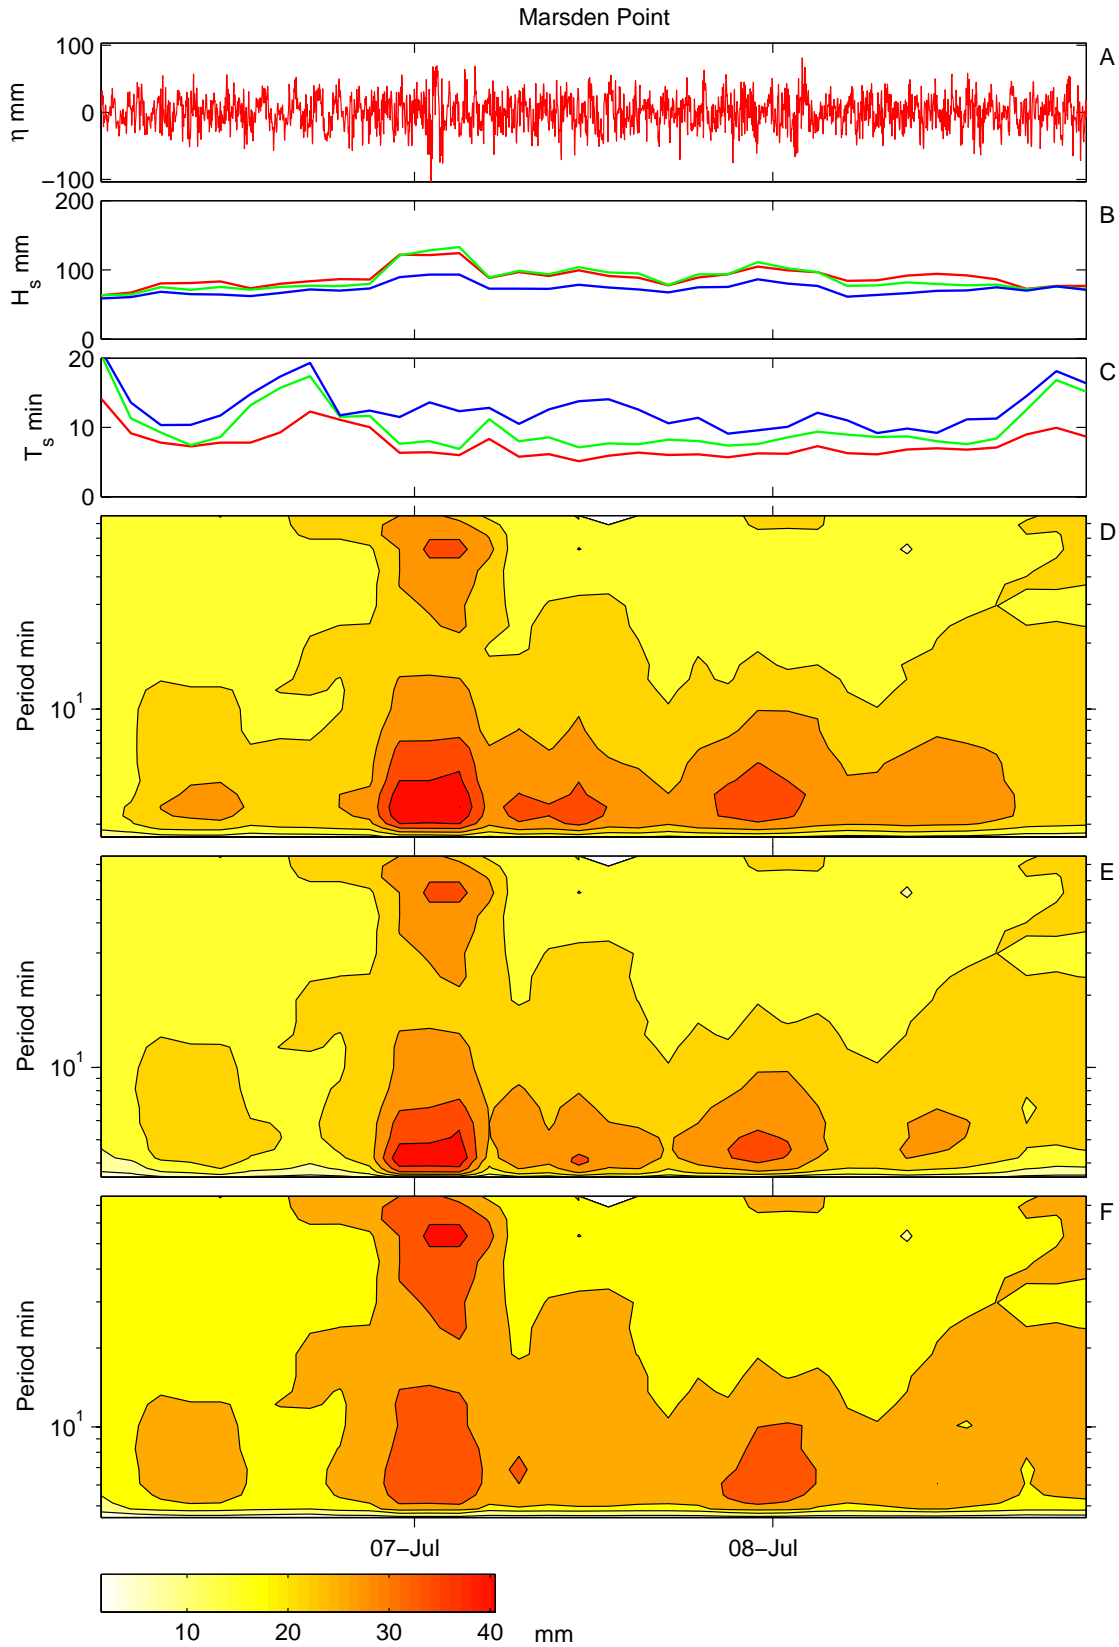 Marsden Point
A
100
0
−100
η mm
B
200
100
0
H_s mm
C
20
10
0
T_s min
D
10^1
Period min
E
10^1
Period min
F
10^1
Period min
07−Jul 08−Jul
10 20 30 40 mm